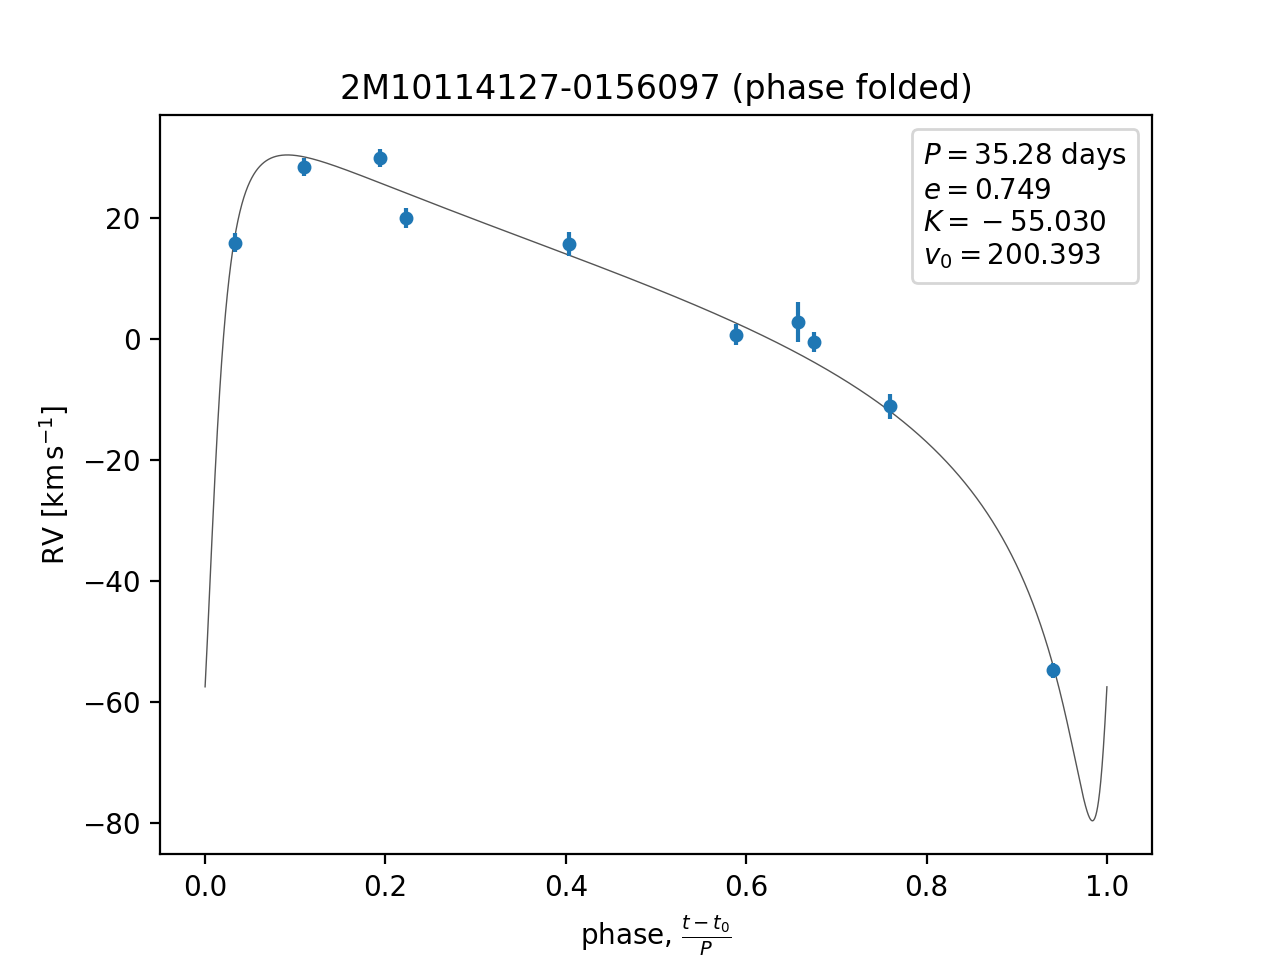 2M10114127-0156097 (phase folded)
P = 35.28 days
e = 0.749
K = −55.030
v₀ = 200.393
RV [km s⁻¹]
20
0
−20
−40
−60
−80
0.0 0.2 0.4 0.6 0.8 1.0
phase, (t − t₀)/P